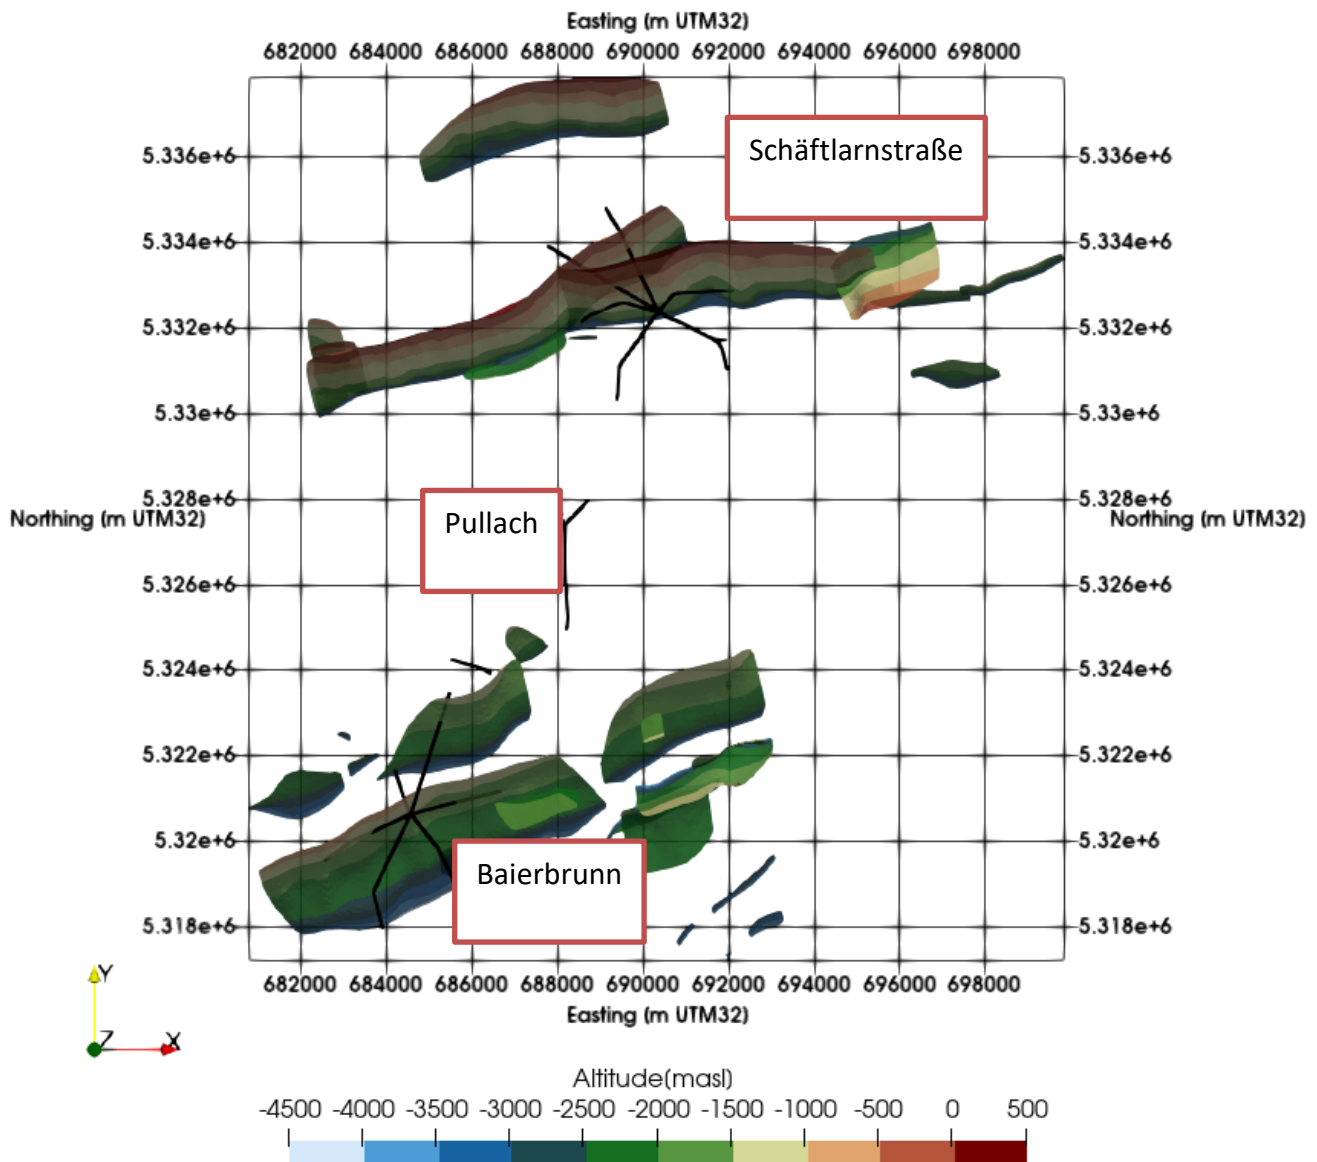 Easting (m UTM32)
682000 684000 686000 688000 690000 692000 694000 696000 698000
Schäftlarnstraße
5.336e+6 5.336e+6
5.334e+6 5.334e+6
5.332e+6 5.332e+6
5.33e+6 5.33e+6
5.328e+6 5.328e+6
Northing (m UTM32) Pullach Northing (m UTM32)
5.326e+6 5.326e+6
5.324e+6 5.324e+6
5.322e+6 5.322e+6
5.32e+6 5.32e+6
Baierbrunn
5.318e+6 5.318e+6
Y
682000 684000 686000 688000 690000 692000 694000 696000 698000
Easting (m UTM32)
Z X
Altitude(masl)
-4500 -4000 -3500 -3000 -2500 -2000 -1500 -1000 -500 0 500